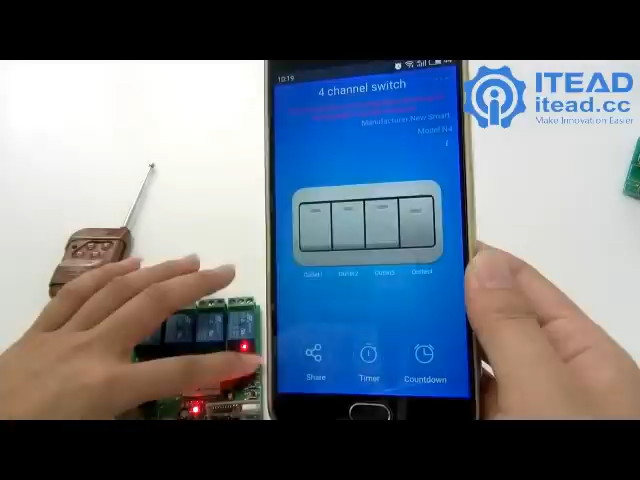 10:19
4 channel switch
Manufacturer: New Smart
Model: N4
Outlet1 Outlet2 Outlet3 Outlet4
Share Timer Countdown
ITEAD
itead.cc
Make Innovation Easier